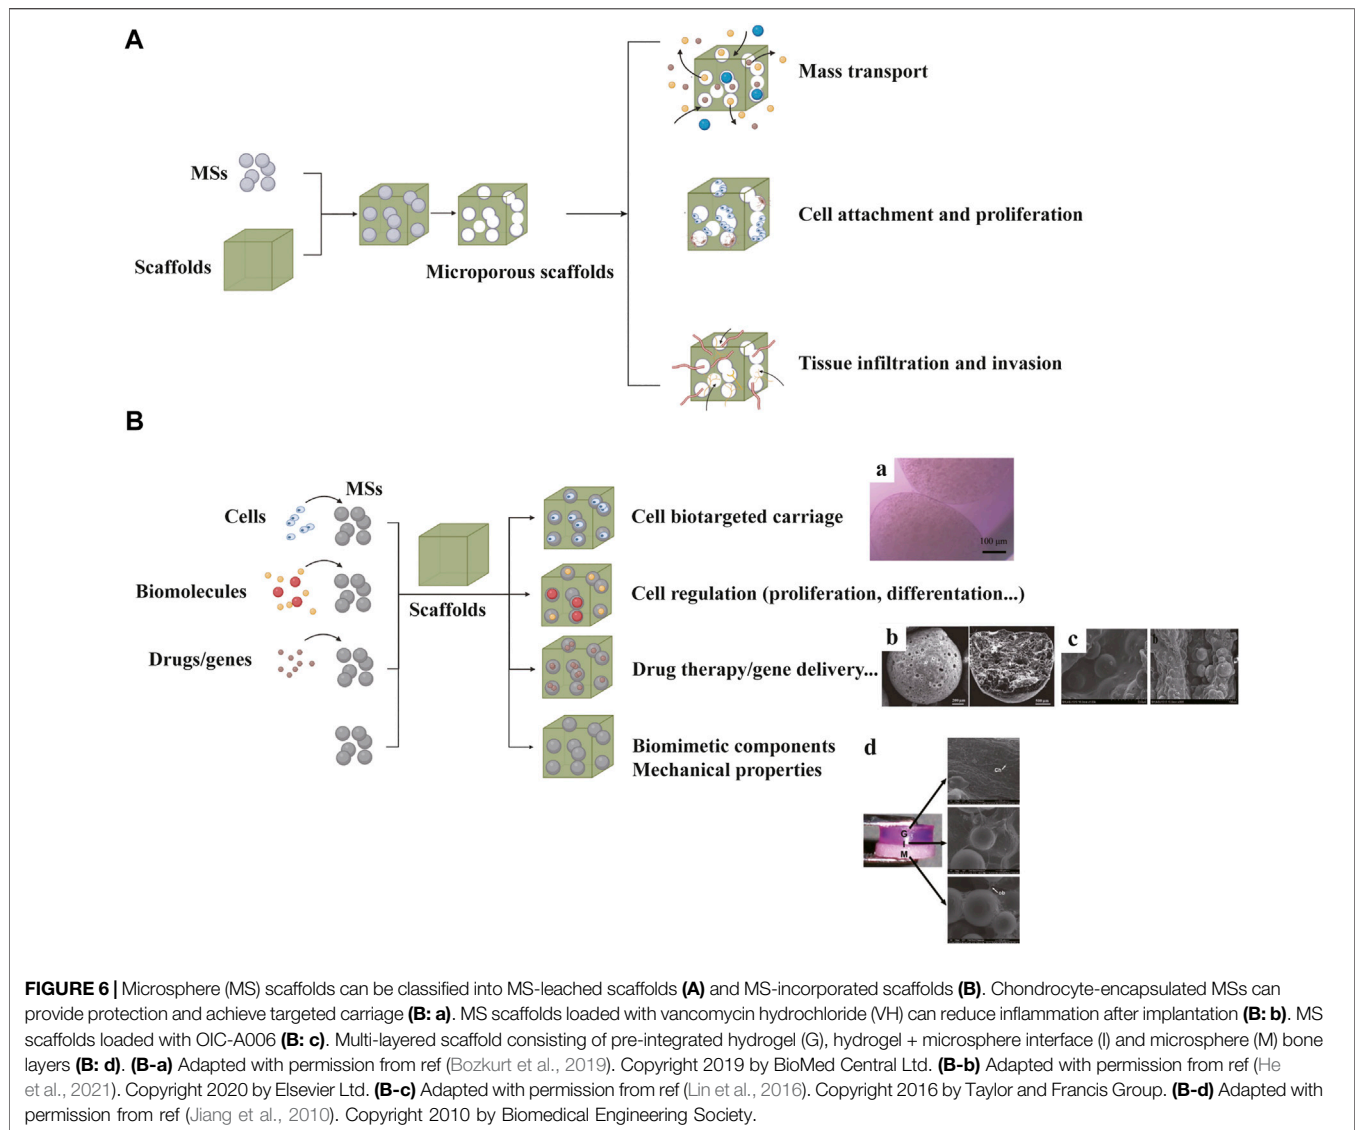 A
Mass transport
MSs
Cell attachment and proliferation
Scaffolds
Microporous scaffolds
Tissue infiltration and invasion
B
a
MSs
Cells
Cell biotargeted carriage
100 μm
Biomolecules
Scaffolds
Cell regulation (proliferation, differentation...)
b
c
Drugs/genes
Drug therapy/gene delivery...
Biomimetic components
Mechanical properties
d
G
I
M
FIGURE 6 | Microsphere (MS) scaffolds can be classified into MS-leached scaffolds (A) and MS-incorporated scaffolds (B). Chondrocyte-encapsulated MSs can
provide protection and achieve targeted carriage (B: a). MS scaffolds loaded with vancomycin hydrochloride (VH) can reduce inflammation after implantation (B: b). MS
scaffolds loaded with OIC-A006 (B: c). Multi-layered scaffold consisting of pre-integrated hydrogel (G), hydrogel + microsphere interface (I) and microsphere (M) bone
layers (B: d). (B-a) Adapted with permission from ref (Bozkurt et al., 2019). Copyright 2019 by BioMed Central Ltd. (B-b) Adapted with permission from ref (He
et al., 2021). Copyright 2020 by Elsevier Ltd. (B-c) Adapted with permission from ref (Lin et al., 2016). Copyright 2016 by Taylor and Francis Group. (B-d) Adapted with
permission from ref (Jiang et al., 2010). Copyright 2010 by Biomedical Engineering Society.